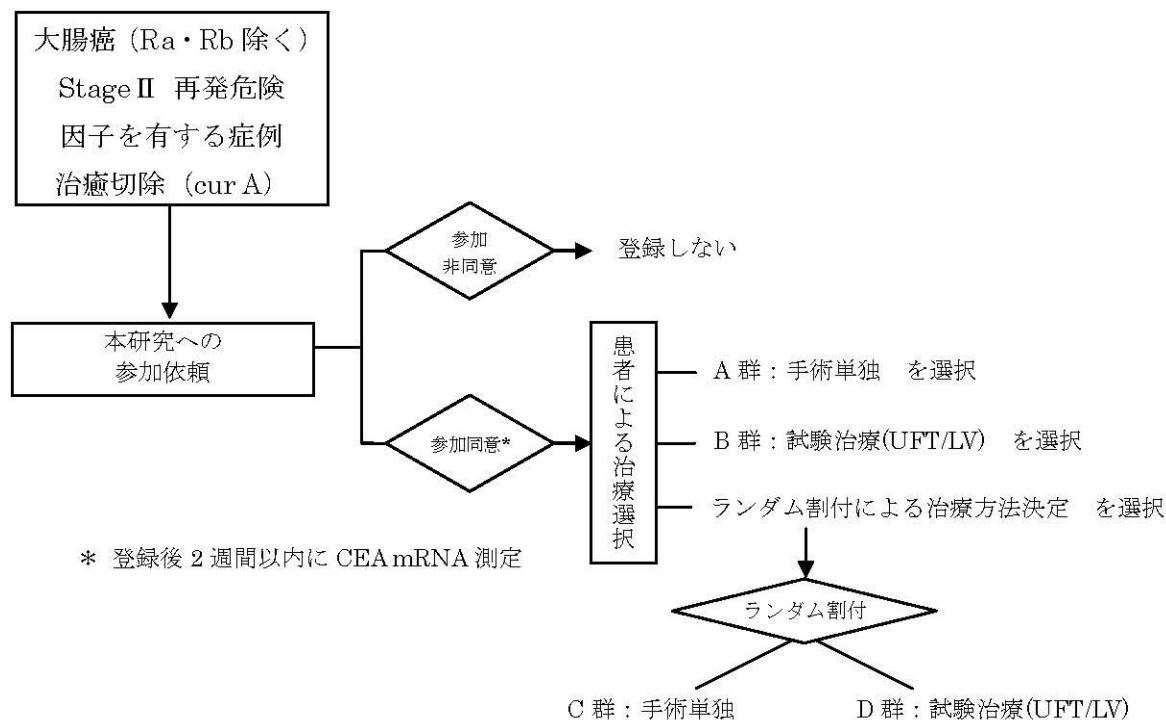 大腸癌（Ra・Rb 除く）
Stage Ⅱ 再発危険
因子を有する症例
治癒切除（cur A）
本研究への
参加依頼
参加
非同意
登録しない
参加同意*
患者による治療選択
A 群：手術単独　を選択
B 群：試験治療(UFT/LV)　を選択
ランダム割付による治療方法決定　を選択
＊ 登録後 2 週間以内に CEA mRNA 測定
ランダム割付
C 群：手術単独
D 群：試験治療(UFT/LV)